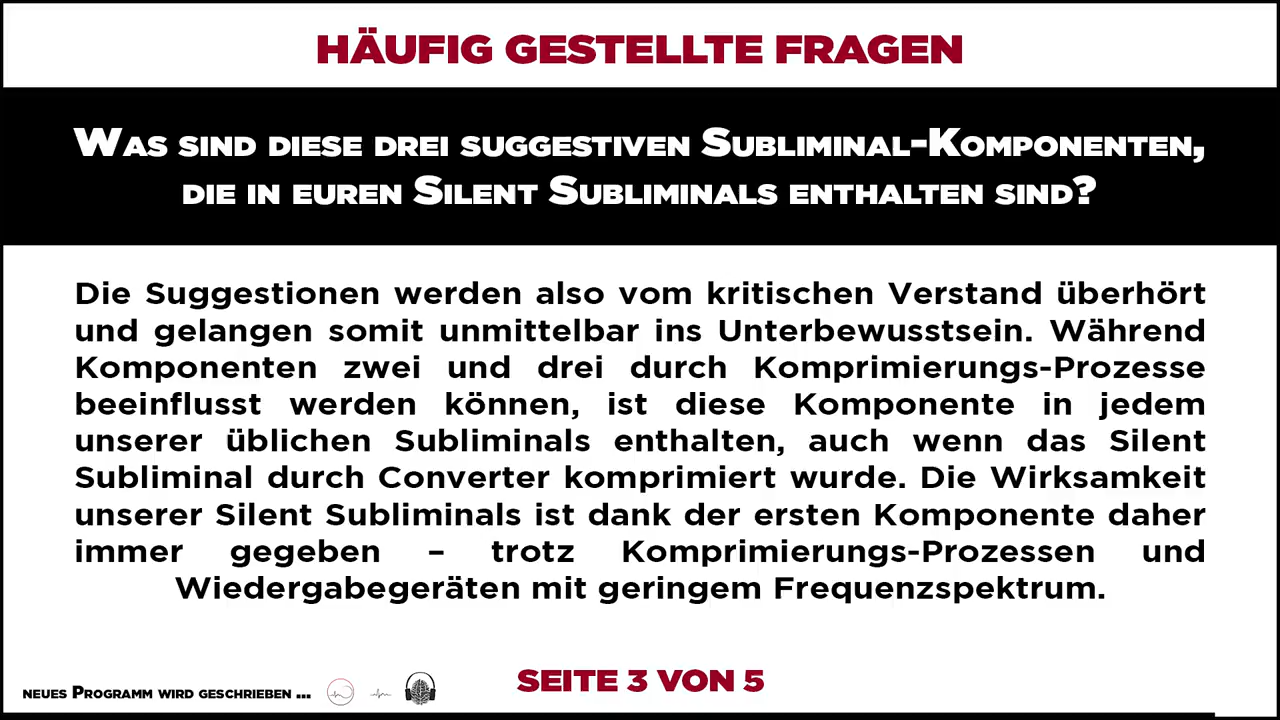 HÄUFIG GESTELLTE FRAGEN
Was sind diese drei suggestiven Subliminal-Komponenten,
die in euren Silent Subliminals enthalten sind?
Die Suggestionen werden also vom kritischen Verstand überhört
und gelangen somit unmittelbar ins Unterbewusstsein. Während
Komponenten zwei und drei durch Komprimierungs-Prozesse
beeinflusst werden können, ist diese Komponente in jedem
unserer üblichen Subliminals enthalten, auch wenn das Silent
Subliminal durch Converter komprimiert wurde. Die Wirksamkeit
unserer Silent Subliminals ist dank der ersten Komponente daher
immer gegeben – trotz Komprimierungs-Prozessen und
Wiedergabegeräten mit geringem Frequenzspektrum.
SEITE 3 VON 5
neues Programm wird geschrieben ...